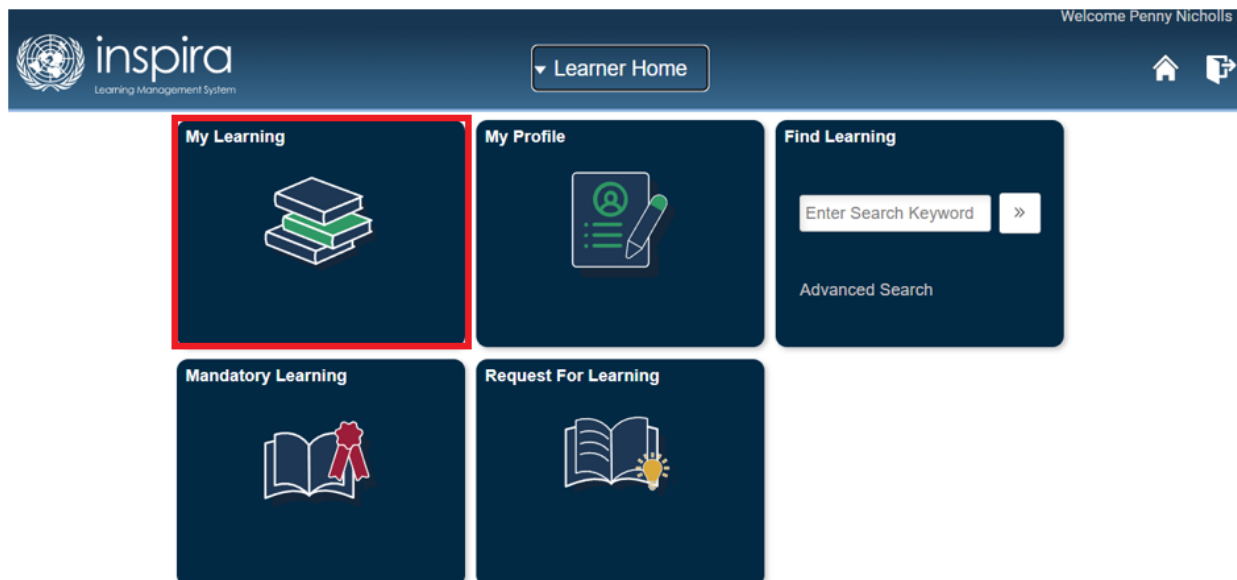 Welcome Penny Nicholls
inspira
Learning Management System
Learner Home
My Learning
My Profile
Find Learning
Enter Search Keyword
»
Advanced Search
Mandatory Learning
Request For Learning